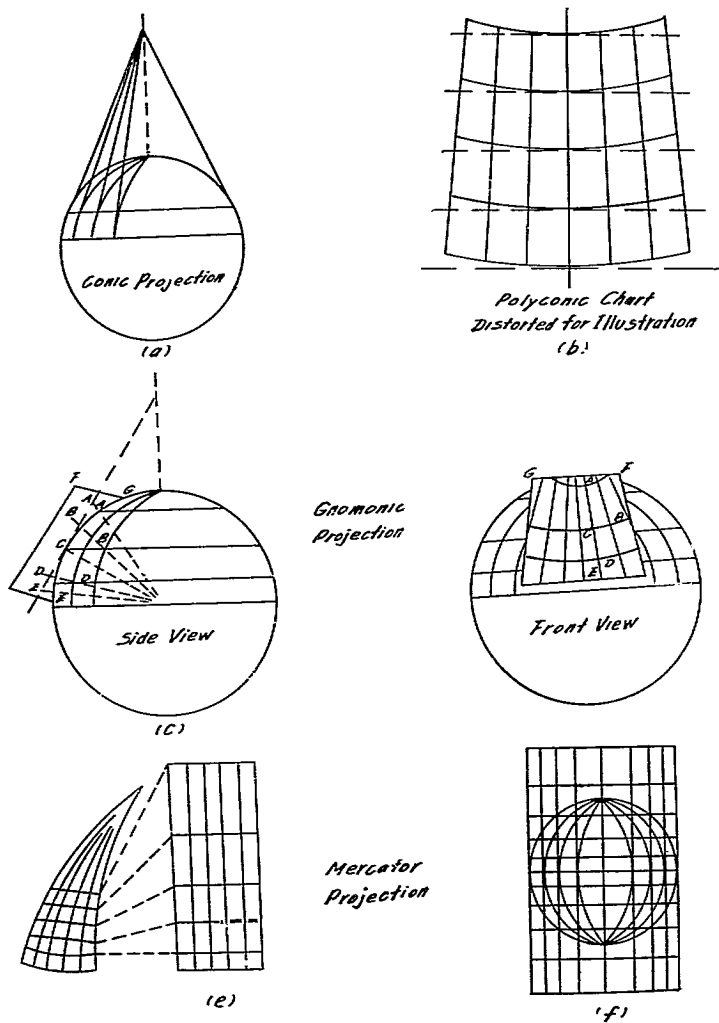 Conic Projection
(a)
Polyconic Chart
Distorted for Illustration
(b)
F
G
A
A
B
B
C
D
D
E
E
Side View
(c)
Gnomonic
Projection
G
F
A
B
C
D
E
Front View
Mercator
Projection
(e)
(f)